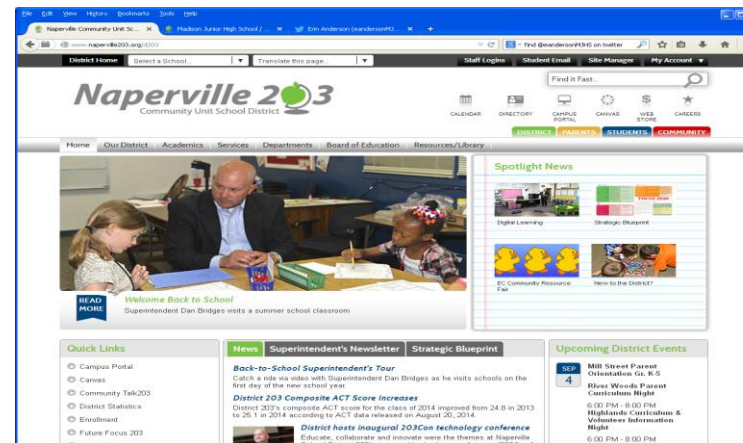 File Edit View History Bookmarks Tools Help
Naperville Community Unit Sc... × Madison Junior High School / ... × Erin Anderson (eandersonMJ... × +
www.naperville203.org/d203 find @eandersonMJHS on twitter
District Home Select a School... Translate this page... Staff Logins Student Email Site Manager My Account
Find it Fast...
Naperville 203
Community Unit School District
CALENDAR DIRECTORY CAMPUS PORTAL CANVAS WEB STORE CAREERS
DISTRICT PARENTS STUDENTS COMMUNITY
Home Our District Academics Services Departments Board of Education Resources/Library
Spotlight News
Digital Learning Strategic Blueprint
EC Community Resource Fair New to the District?
READ MORE
Welcome Back to School
Superintendent Dan Bridges visits a summer school classroom
Quick Links
Campus Portal
Canvas
Community Talk203
District Statistics
Enrollment
Future Focus 203
News Superintendent's Newsletter Strategic Blueprint
Back-to-School Superintendent's Tour
Catch a ride via video with Superintendent Dan Bridges as he visits schools on the
first day of the new school year.
District 203 Composite ACT Score Increases
District 203's composite ACT score for the class of 2014 improved from 24.8 in 2013
to 25.1 in 2014 according to ACT data released on August 20, 2014.
District hosts inaugural 203Con technology conference
Educate, collaborate and innovate were the themes at Naperville
Upcoming District Events
SEP
4
Mill Street Parent
Orientation Gr. K-5
River Woods Parent
Curriculum Night
6:00 PM - 8:00 PM
Highlands Curriculum &
Volunteer Information
Night
6:00 PM - 8:00 PM